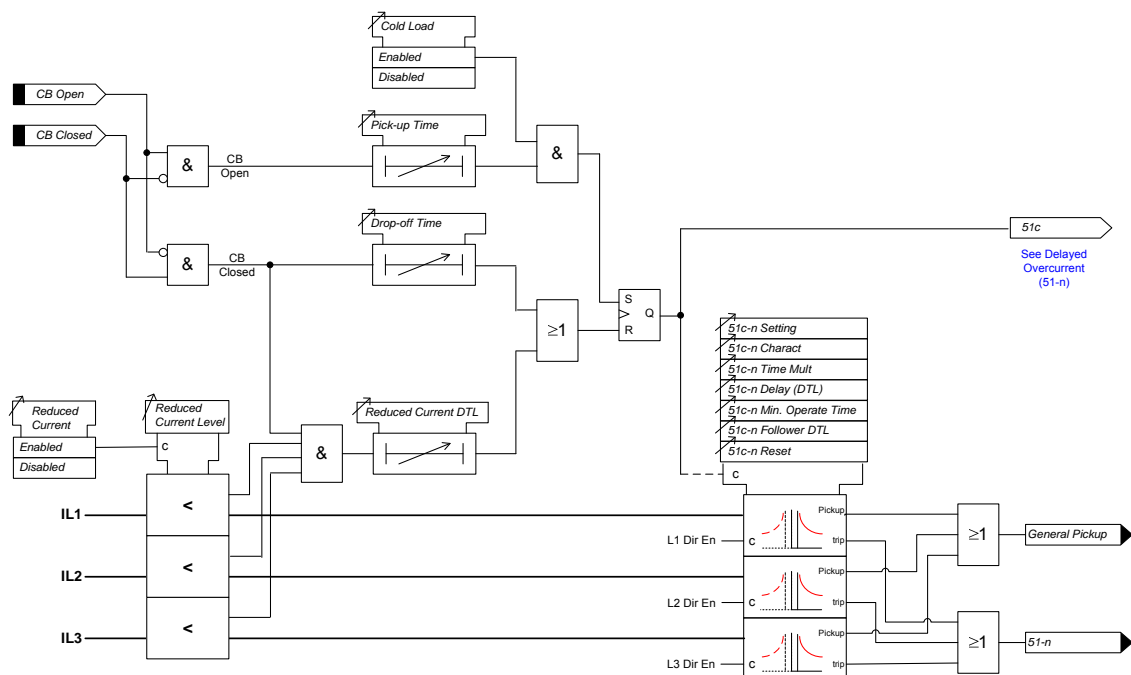 Cold Load
Enabled
Disabled
CB Open
CB Closed
Pick-up Time
&
CB
Open
&
Drop-off Time
&
CB
Closed
≥1
S
Q
R
51c
See Delayed
Overcurrent
(51-n)
51c-n Setting
51c-n Charact
51c-n Time Mult
51c-n Delay (DTL)
51c-n Min. Operate Time
51c-n Follower DTL
51c-n Reset
c
Reduced
Current
Enabled
Disabled
Reduced
Current Level
c
&
Reduced Current DTL
IL1
<
IL2
<
IL3
<
L1 Dir En
c
Pickup
trip
L2 Dir En
c
Pickup
trip
L3 Dir En
c
Pickup
trip
≥1
General Pickup
≥1
51-n